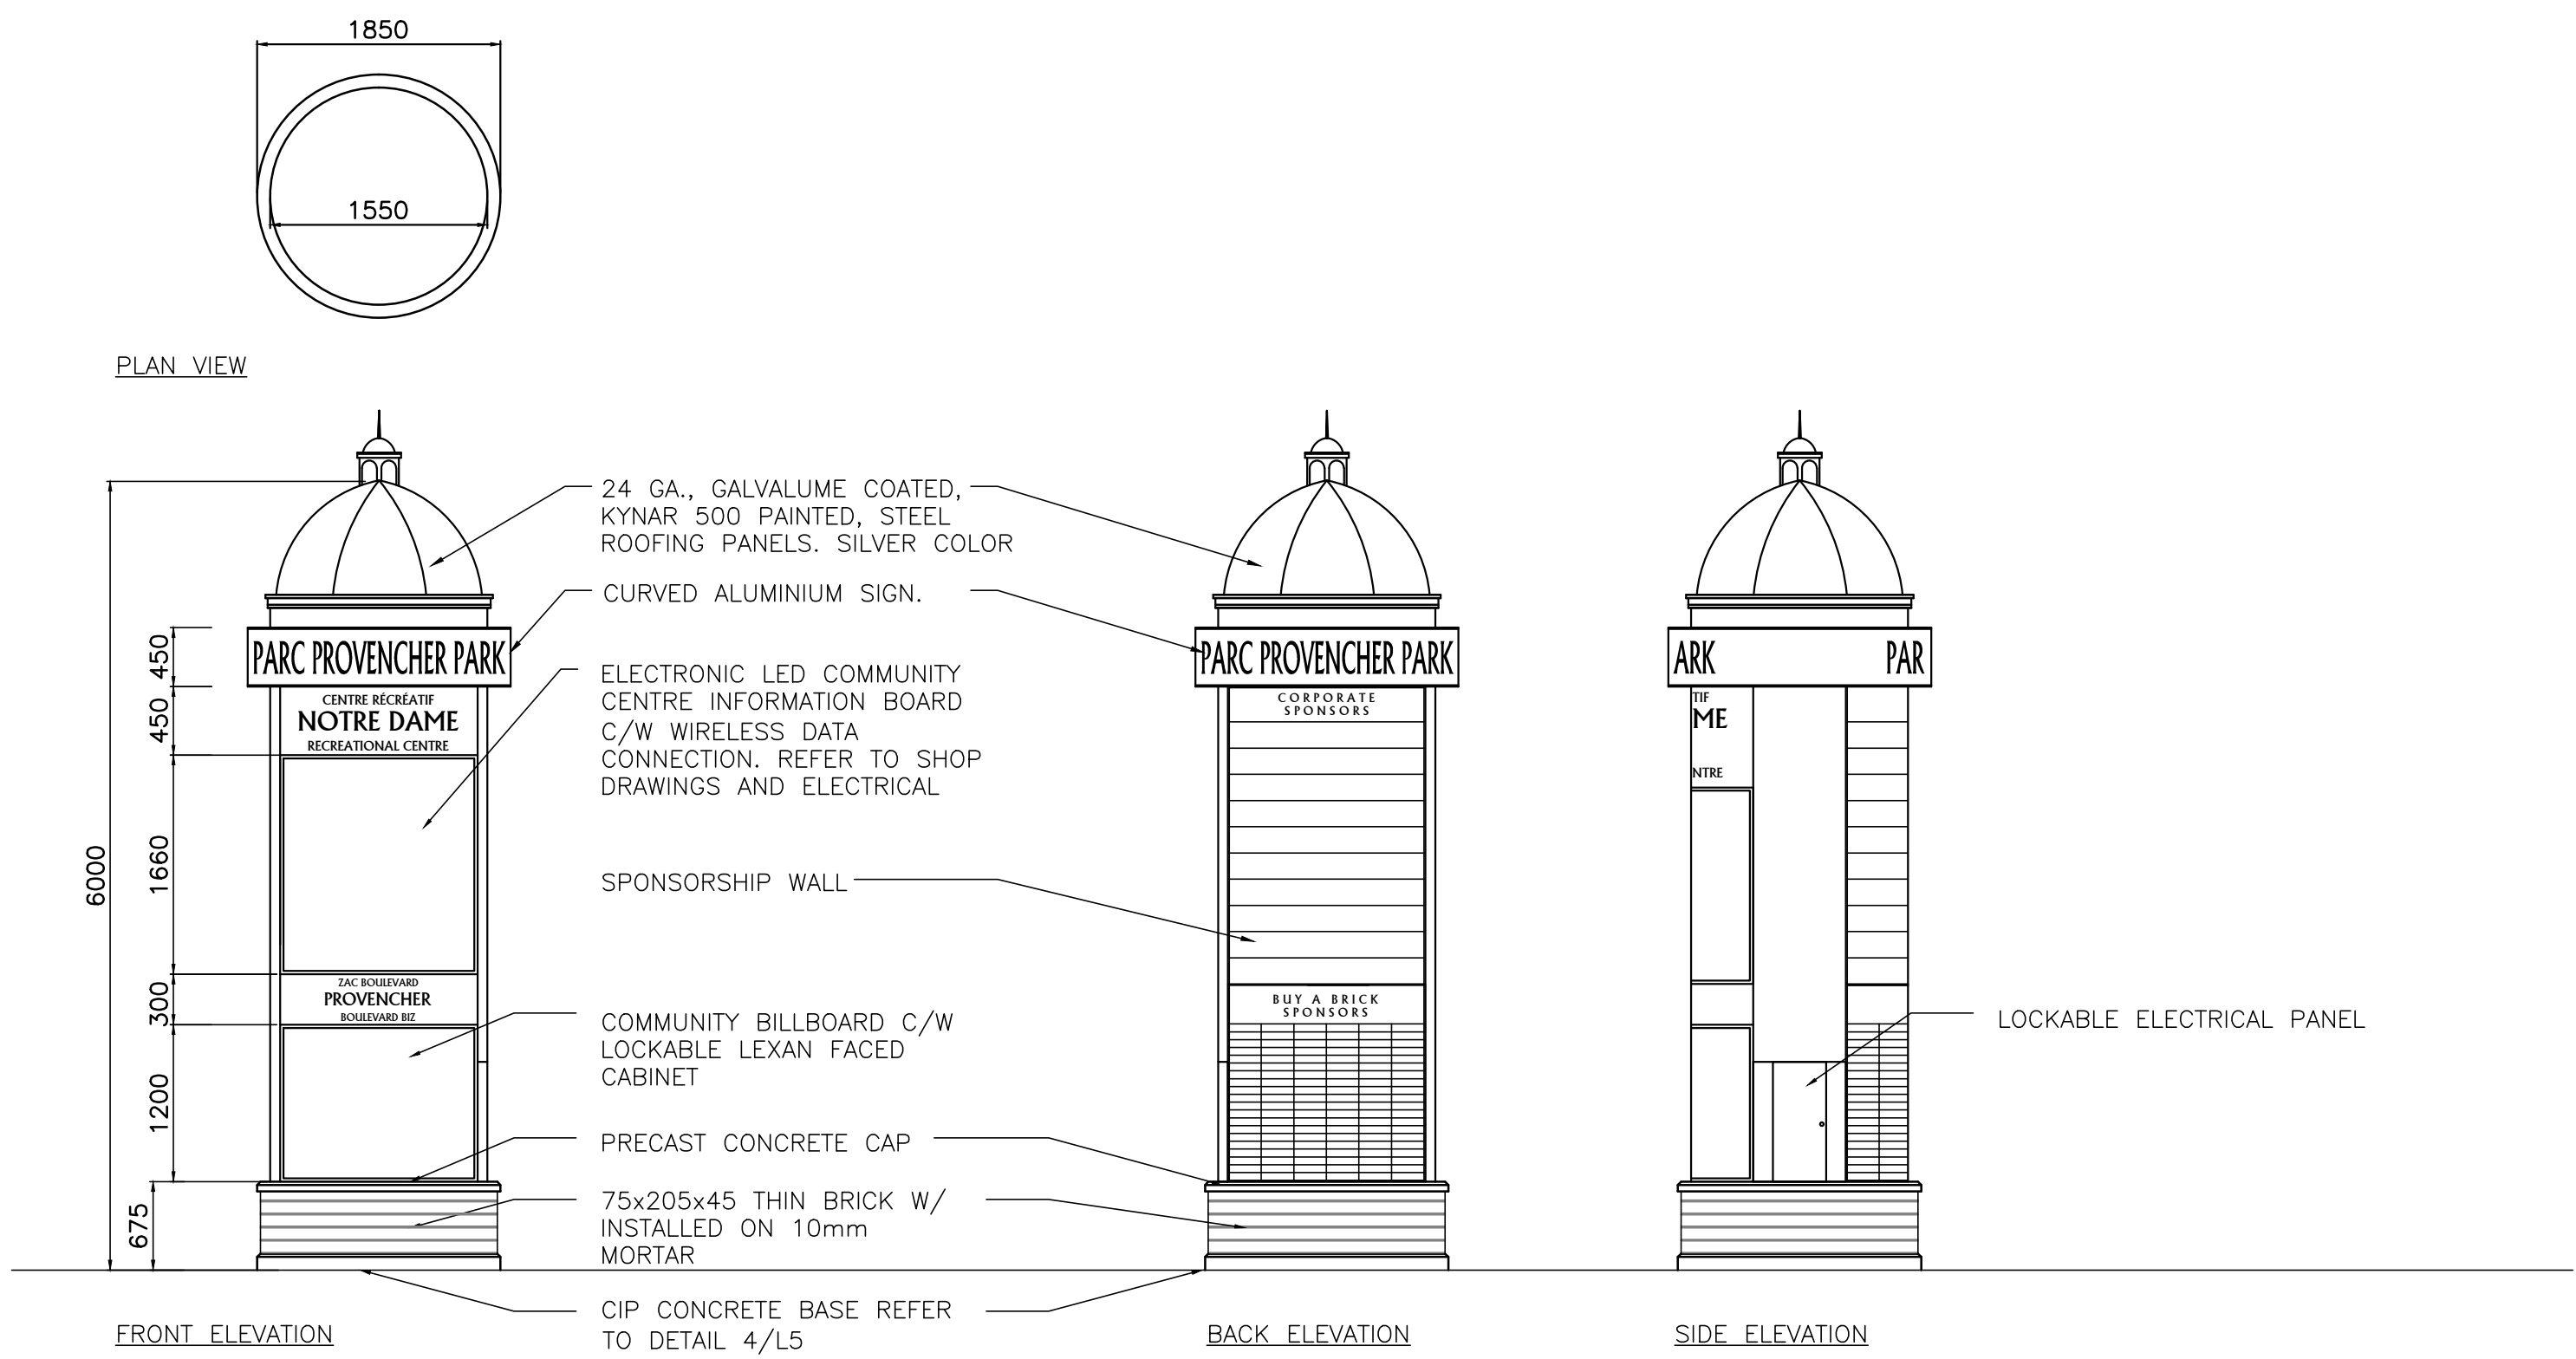 1850
1550
PLAN VIEW
24 GA., GALVALUME COATED,
KYNAR 500 PAINTED, STEEL
ROOFING PANELS. SILVER COLOR
CURVED ALUMINIUM SIGN.
ELECTRONIC LED COMMUNITY
CENTRE INFORMATION BOARD
C/W WIRELESS DATA
CONNECTION. REFER TO SHOP
DRAWINGS AND ELECTRICAL
SPONSORSHIP WALL
COMMUNITY BILLBOARD C/W
LOCKABLE LEXAN FACED
CABINET
PRECAST CONCRETE CAP
75x205x45 THIN BRICK W/
INSTALLED ON 10mm
MORTAR
CIP CONCRETE BASE REFER
TO DETAIL 4/L5
6000
450
450
1660
300
1200
675
PARC PROVENCHER PARK
CENTRE RÉCRÉATIF
NOTRE DAME
RECREATIONAL CENTRE
ZAC BOULEVARD
PROVENCHER
BOULEVARD BIZ
FRONT ELEVATION
PARC PROVENCHER PARK
CORPORATE
SPONSORS
BUY A BRICK
SPONSORS
BACK ELEVATION
ARK PAR
TIF
ME
NTRE
LOCKABLE ELECTRICAL PANEL
SIDE ELEVATION